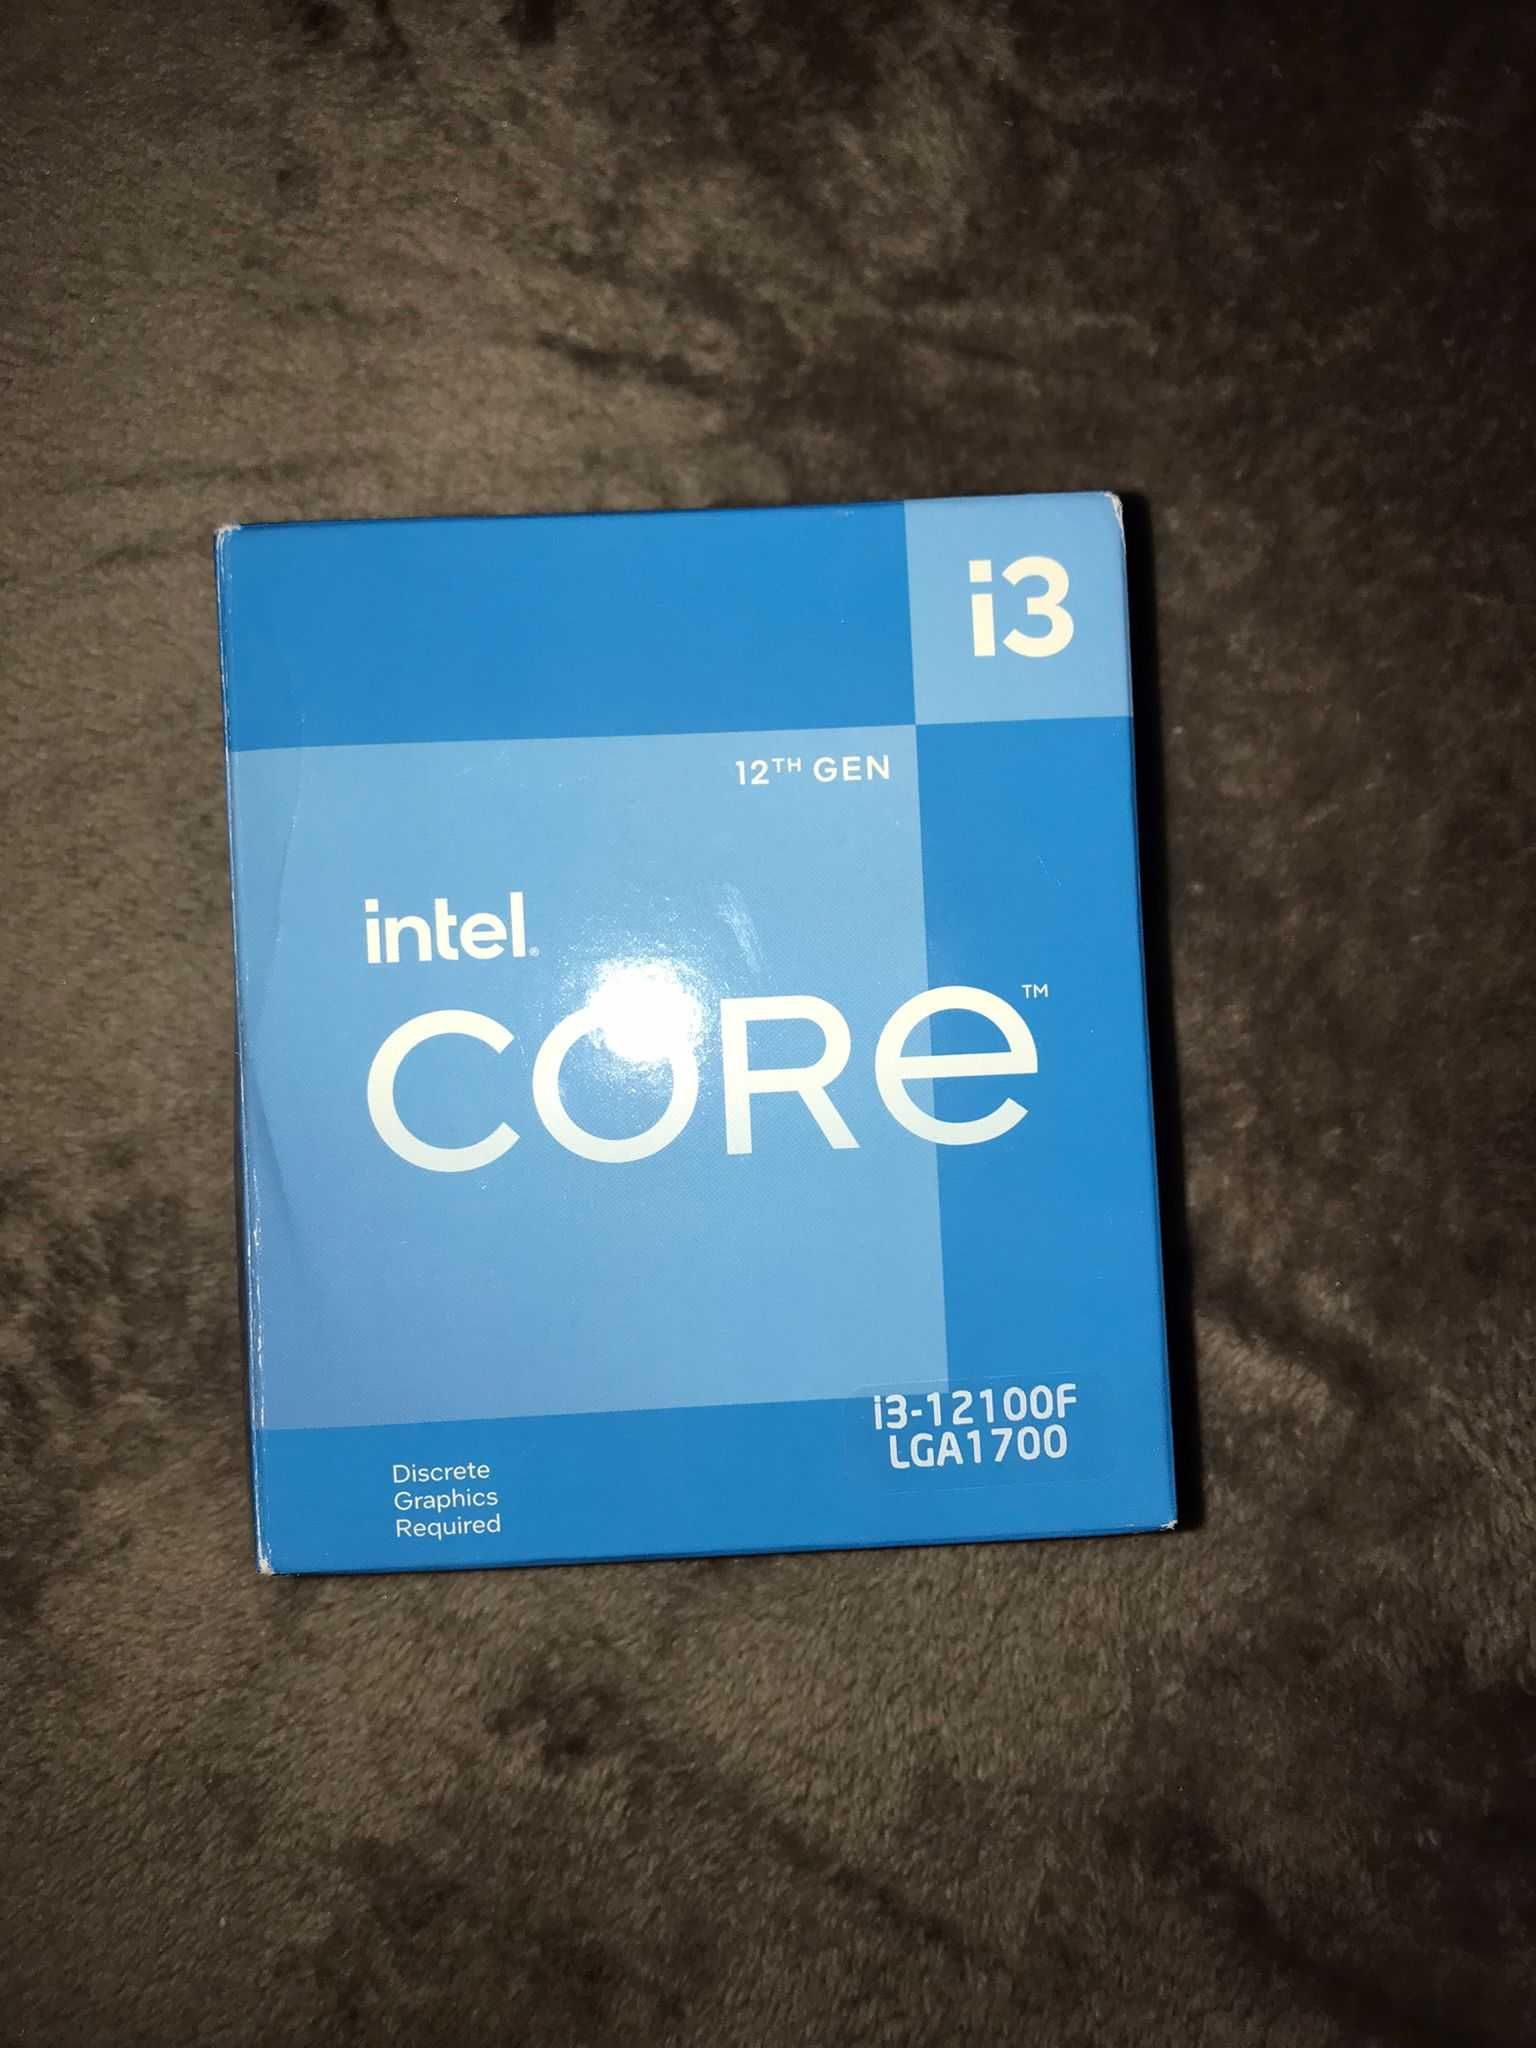 i3
12TH GEN
intel®
CORE™
i3-12100F
LGA1700
Discrete
Graphics
Required